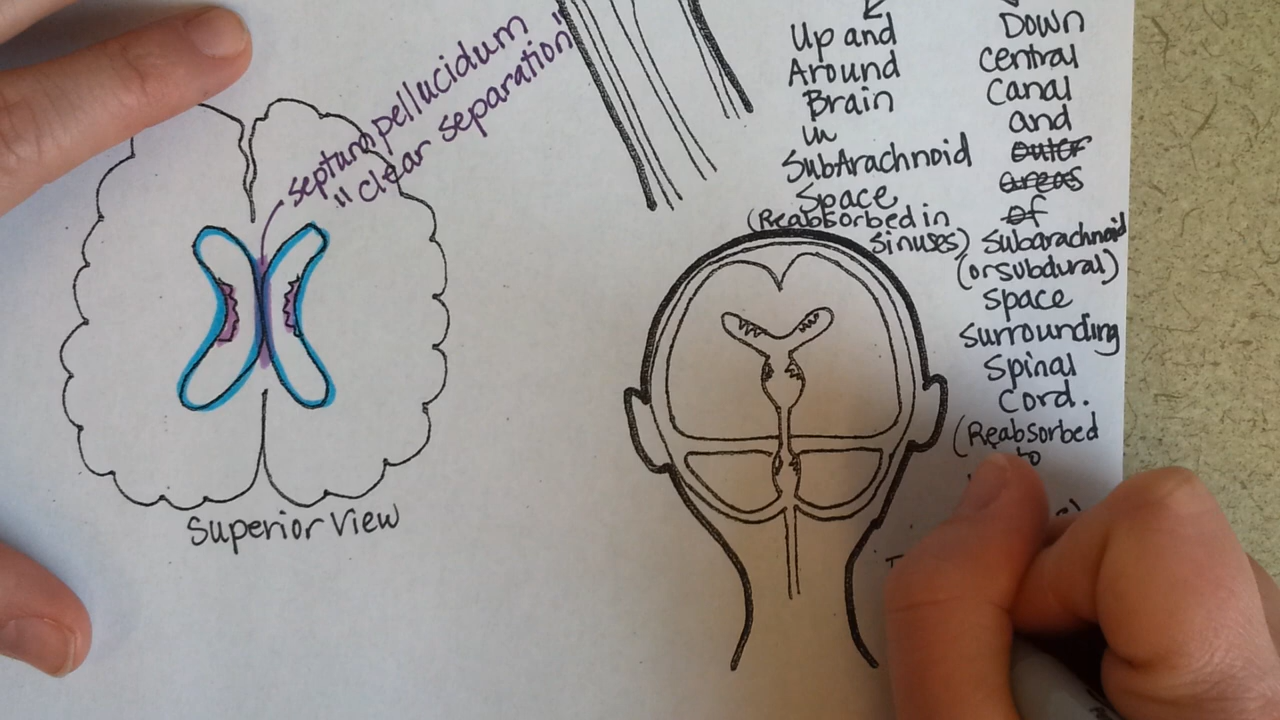 septum pellucidum
"clear separation"
Superior View
Up and
Around
Brain
in
SubArachnoid
Space
(Reabsorbed in
sinuses)
Down
central
canal
and
outer
areas
of
subarachnoid
(or subdural)
space
surrounding
spinal
cord.
(Reabsorbed
to